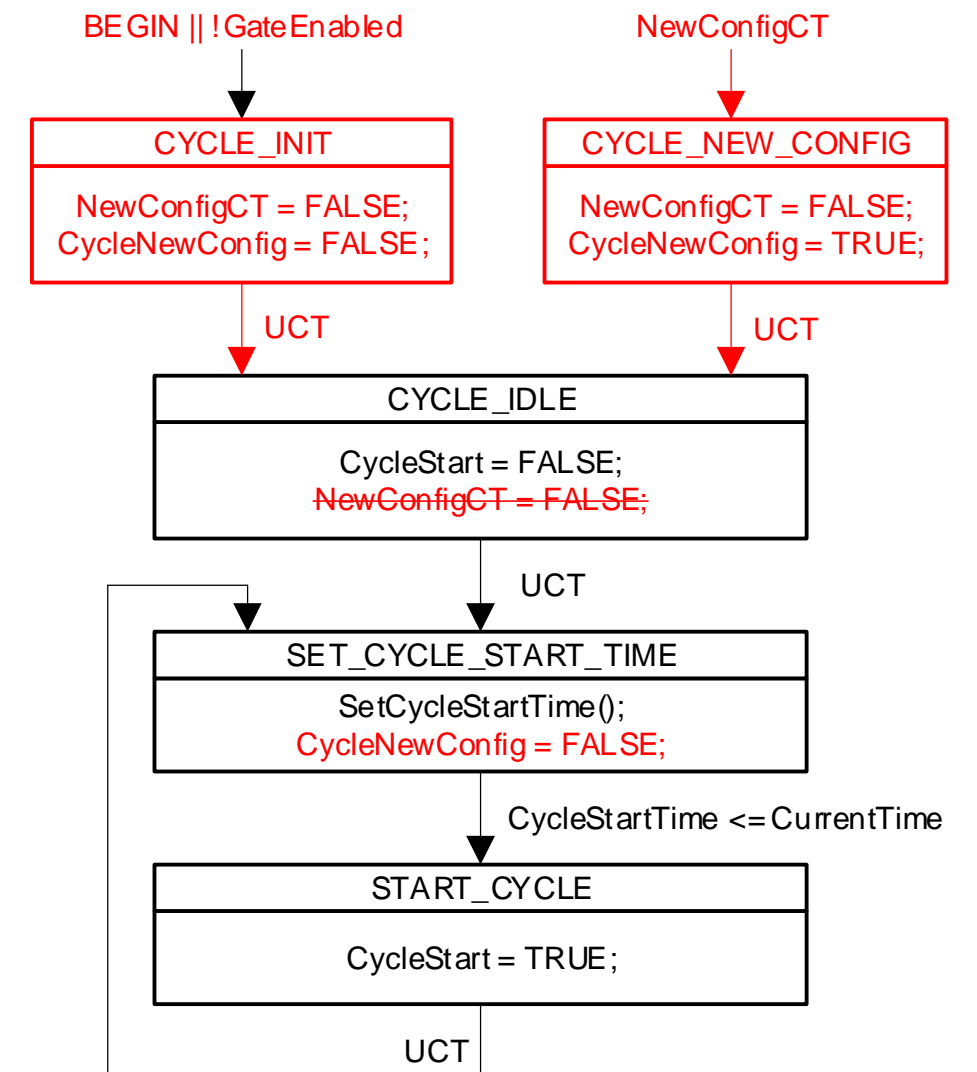 BEGIN || !GateEnabled
NewConfigCT
CYCLE_INIT
NewConfigCT = FALSE;
CycleNewConfig = FALSE;
CYCLE_NEW_CONFIG
NewConfigCT = FALSE;
CycleNewConfig = TRUE;
UCT
UCT
CYCLE_IDLE
CycleStart = FALSE;
NewConfigCT = FALSE;
UCT
SET_CYCLE_START_TIME
SetCycleStartTime();
CycleNewConfig = FALSE;
CycleStartTime <= CurrentTime
START_CYCLE
CycleStart = TRUE;
UCT